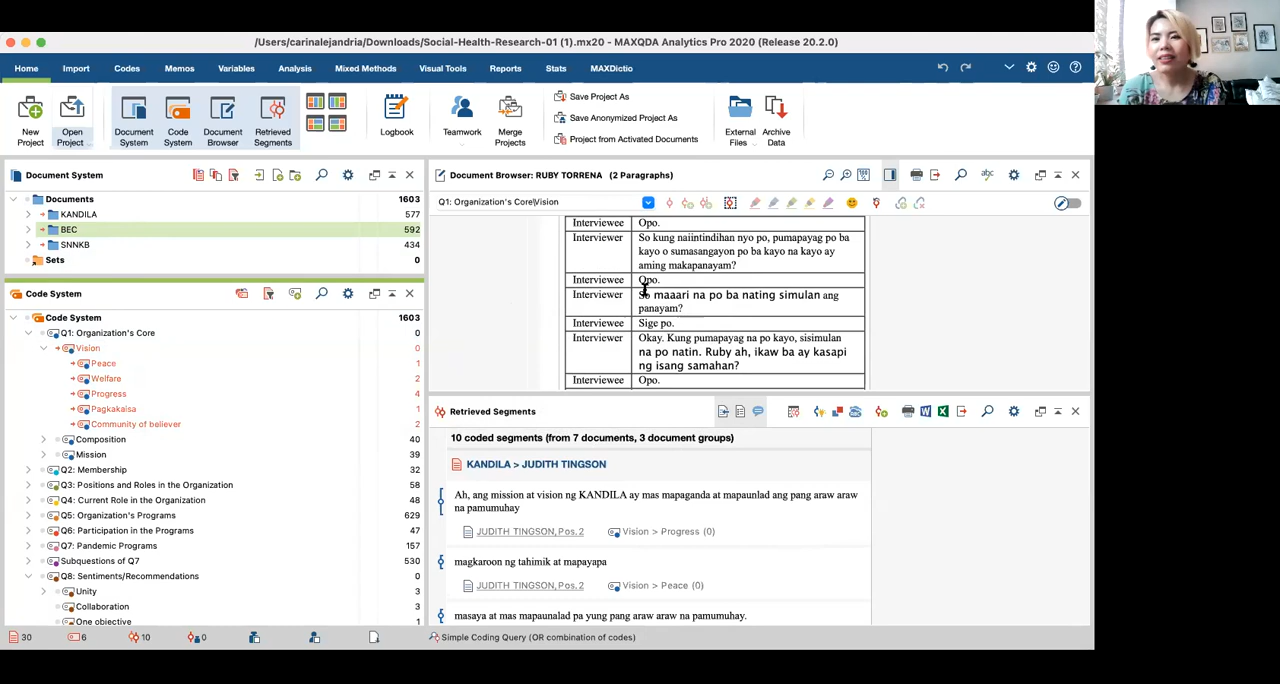 /Users/carinalejandria/Downloads/Social-Health-Research-01 (1).mx20 - MAXQDA Analytics Pro 2020 (Release 20.2.0)
Home Import Codes Memos Variables Analysis Mixed Methods Visual Tools Reports Stats MAXDictio
New Project
Open Project
Document System
Code System
Document Browser
Retrieved Segments
Logbook
Teamwork
Merge Projects
Save Project As
Save Anonymized Project As
Project from Activated Documents
External Files
Archive Data
Document System
Documents 1603
KANDILA 577
BEC 592
SNNKB 434
Sets 0
Code System
Code System 1603
Q1: Organization's Core 0
Vision 0
Peace 1
Welfare 2
Progress 4
Pagkakaisa 1
Community of believer 2
Composition 40
Mission 39
Q2: Membership 32
Q3: Positions and Roles in the Organization 58
Q4: Current Role in the Organization 48
Q5: Organization's Programs 629
Q6: Participation in the Programs 47
Q7: Pandemic Programs 157
Subquestions of Q7 530
Q8: Sentiments/Recommendations 0
Unity 3
Collaboration 3
One objective 1
Document Browser: RUBY TORRENA (2 Paragraphs)
Q1: Organization's Core\Vision
Interviewee Opo.
Interviewer So kung naiintindihan nyo po, pumapayag po ba
kayo o sumasangayon po ba kayo na kayo ay
aming makapanayam?
Interviewee Opo.
Interviewer So maaari na po ba nating simulan ang
panayam?
Interviewee Sige po.
Interviewer Okay. Kung pumapayag na po kayo, sisimulan
na po natin. Ruby ah, ikaw ba ay kasapi
ng isang samahan?
Interviewee Opo.
Retrieved Segments
10 coded segments (from 7 documents, 3 document groups)
KANDILA > JUDITH TINGSON
Ah, ang mission at vision ng KANDILA ay mas mapaganda at mapaunlad ang pang araw araw
na pamumuhay
JUDITH TINGSON, Pos. 2 Vision > Progress (0)
magkaroon ng tahimik at mapayapa
JUDITH TINGSON, Pos. 2 Vision > Peace (0)
masaya at mas mapaunalad pa yung pang araw araw na pamumuhay.
30 6 10 0
Simple Coding Query (OR combination of codes)